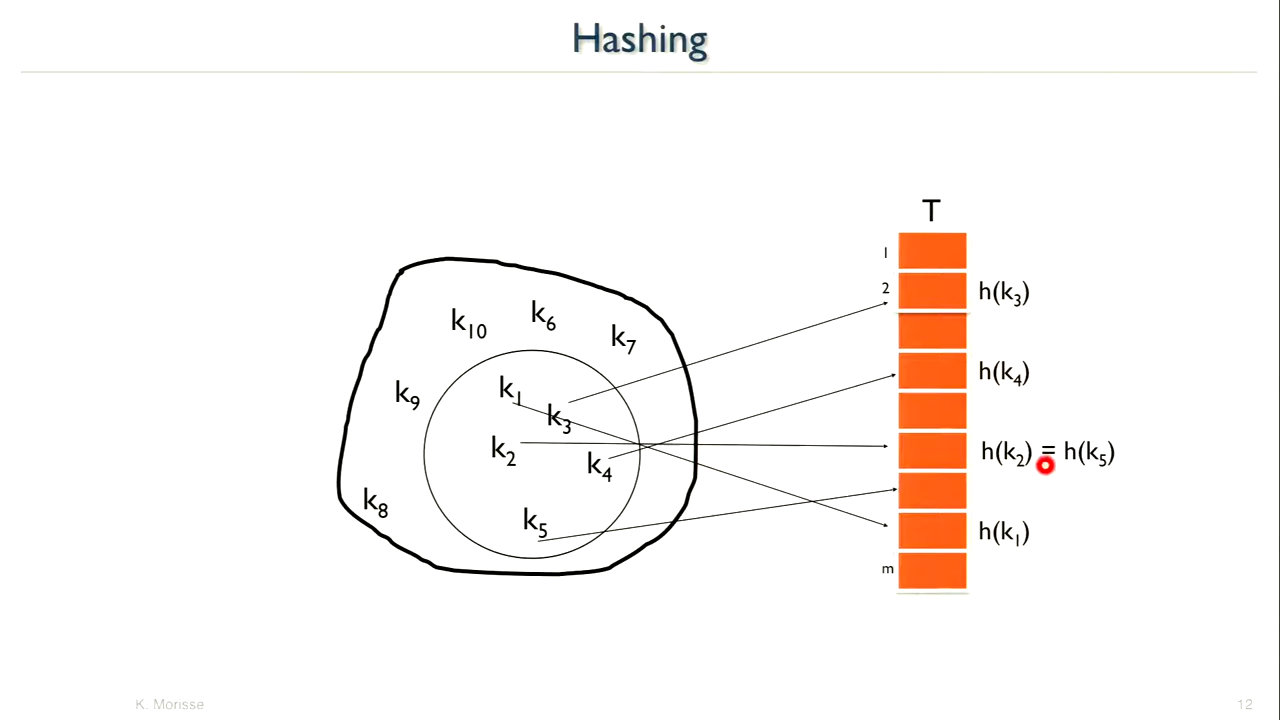 Hashing
T
1
2
h(k3)
k10
k6
k7
h(k4)
k9
k1
k3
k2
k4
h(k2) = h(k5)
k8
k5
h(k1)
m
K. Morisse
12